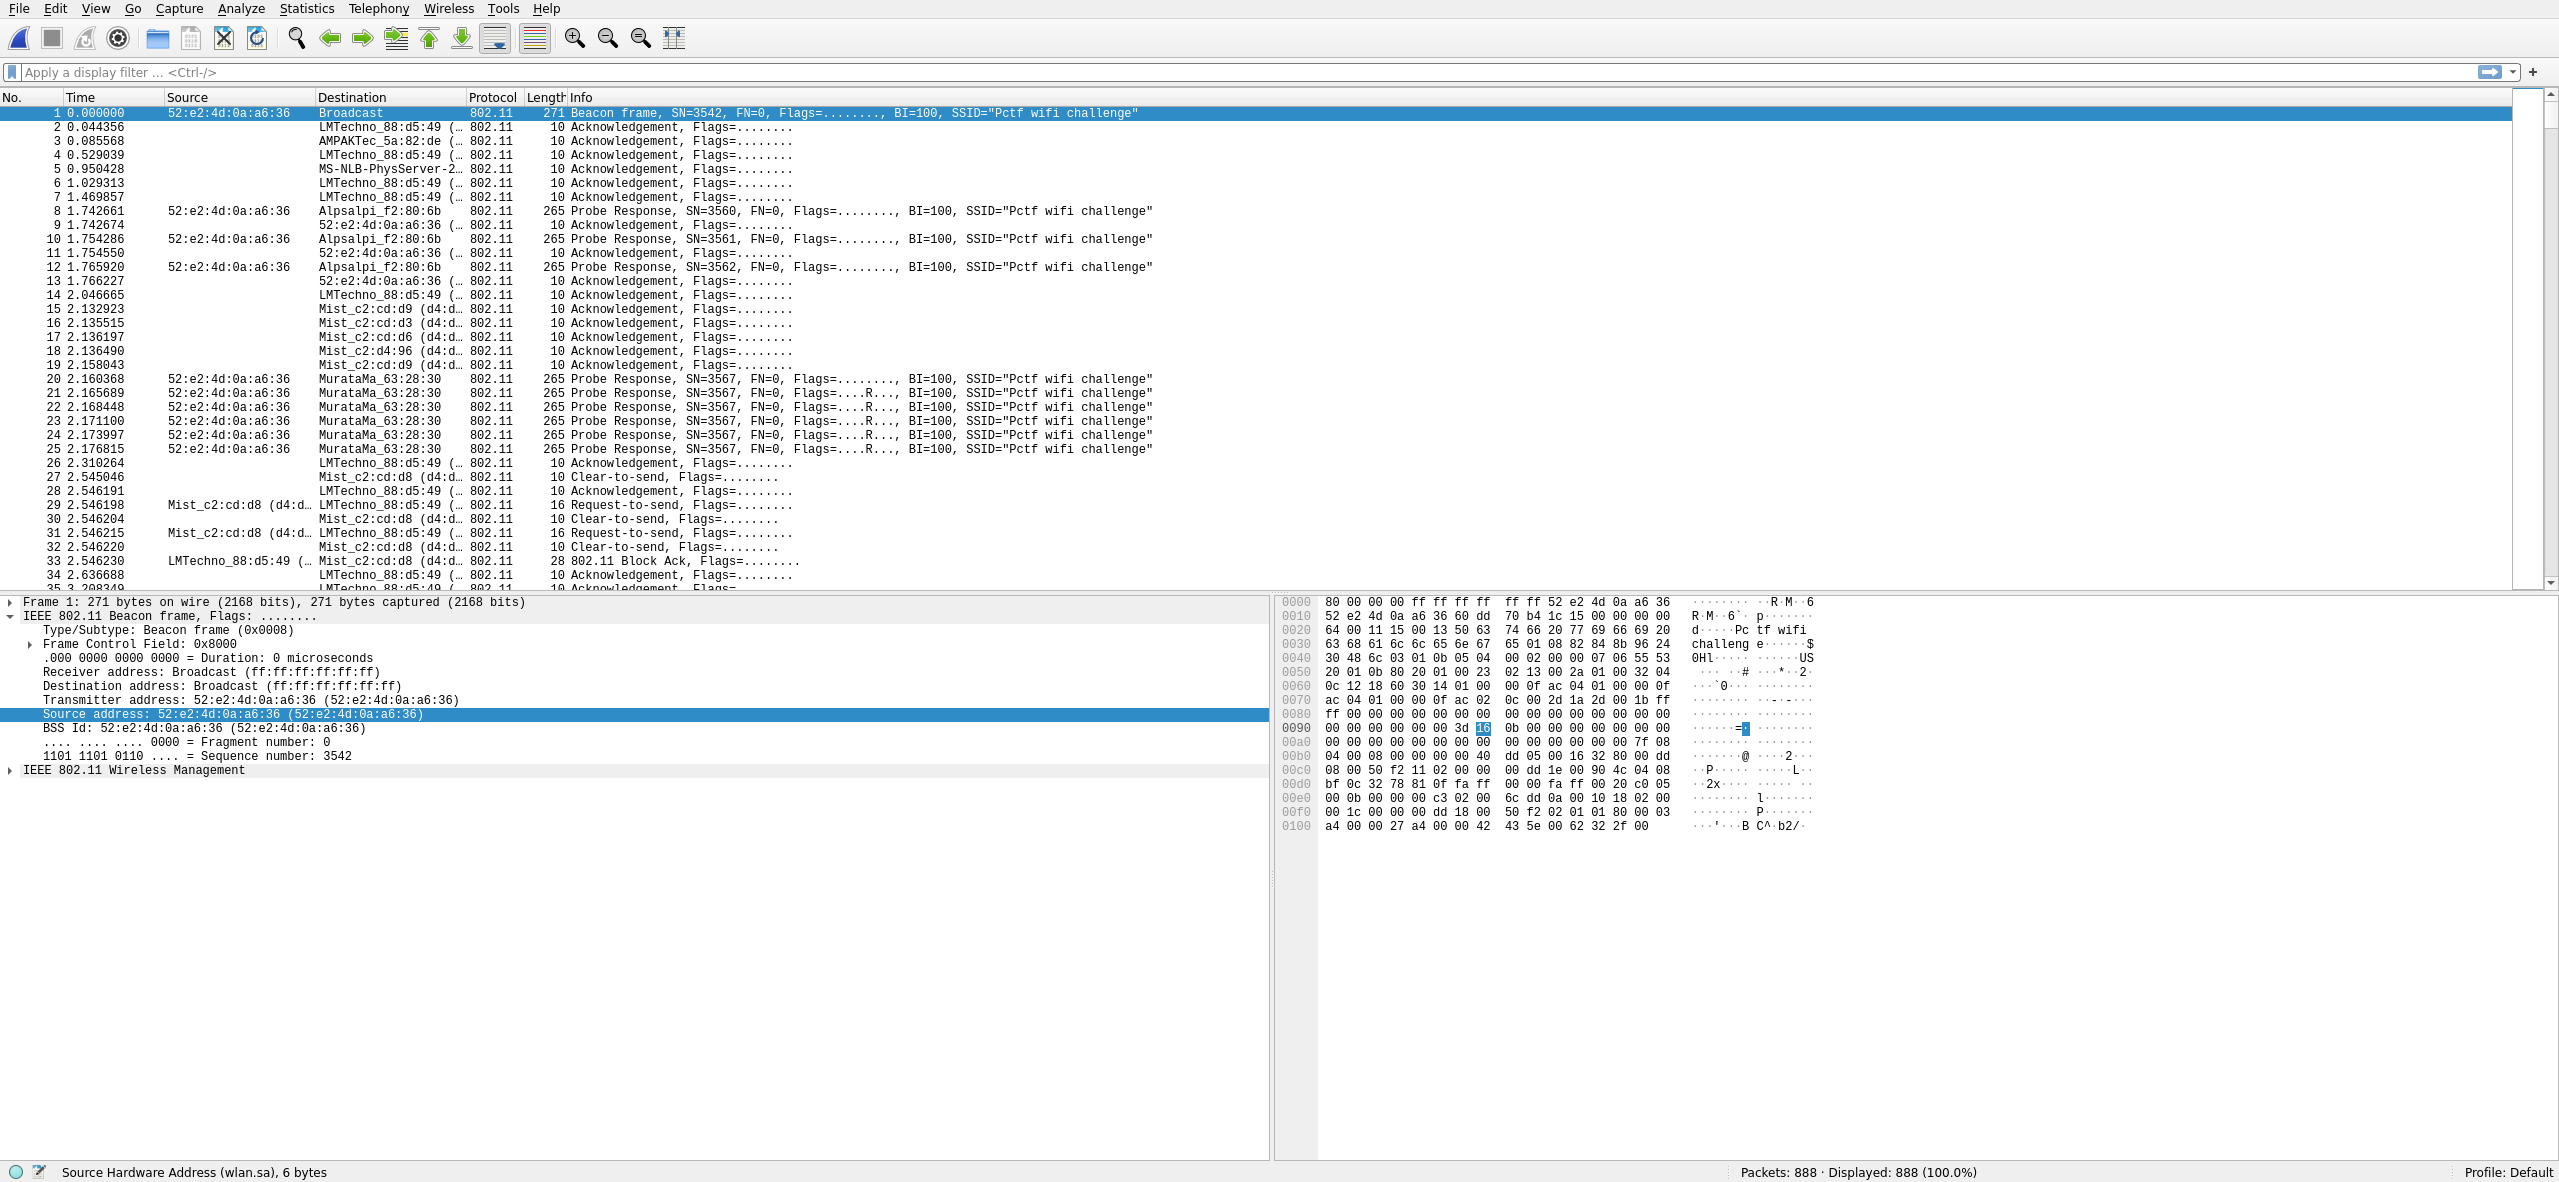 File Edit View Go Capture Analyze Statistics Telephony Wireless Tools Help
Apply a display filter … <Ctrl-/>
No. Time Source Destination Protocol Length Info
1 0.000000 52:e2:4d:0a:a6:36 Broadcast 802.11 271 Beacon frame, SN=3542, FN=0, Flags=........, BI=100, SSID="Pctf wifi challenge"
2 0.044356 LMTechno_88:d5:49 (… 802.11 10 Acknowledgement, Flags=........
3 0.085568 AMPAKTec_5a:82:de (… 802.11 10 Acknowledgement, Flags=........
4 0.529039 LMTechno_88:d5:49 (… 802.11 10 Acknowledgement, Flags=........
5 0.950428 MS-NLB-PhysServer-2… 802.11 10 Acknowledgement, Flags=........
6 1.029313 LMTechno_88:d5:49 (… 802.11 10 Acknowledgement, Flags=........
7 1.469857 LMTechno_88:d5:49 (… 802.11 10 Acknowledgement, Flags=........
8 1.742661 52:e2:4d:0a:a6:36 Alpsalpi_f2:80:6b 802.11 265 Probe Response, SN=3560, FN=0, Flags=........, BI=100, SSID="Pctf wifi challenge"
9 1.742674 52:e2:4d:0a:a6:36 (… 802.11 10 Acknowledgement, Flags=........
10 1.754286 52:e2:4d:0a:a6:36 Alpsalpi_f2:80:6b 802.11 265 Probe Response, SN=3561, FN=0, Flags=........, BI=100, SSID="Pctf wifi challenge"
11 1.754550 52:e2:4d:0a:a6:36 (… 802.11 10 Acknowledgement, Flags=........
12 1.765920 52:e2:4d:0a:a6:36 Alpsalpi_f2:80:6b 802.11 265 Probe Response, SN=3562, FN=0, Flags=........, BI=100, SSID="Pctf wifi challenge"
13 1.766227 52:e2:4d:0a:a6:36 (… 802.11 10 Acknowledgement, Flags=........
14 2.046665 LMTechno_88:d5:49 (… 802.11 10 Acknowledgement, Flags=........
15 2.132923 Mist_c2:cd:d9 (d4:d… 802.11 10 Acknowledgement, Flags=........
16 2.135515 Mist_c2:cd:d3 (d4:d… 802.11 10 Acknowledgement, Flags=........
17 2.136197 Mist_c2:cd:d6 (d4:d… 802.11 10 Acknowledgement, Flags=........
18 2.136490 Mist_c2:d4:96 (d4:d… 802.11 10 Acknowledgement, Flags=........
19 2.158043 Mist_c2:cd:d9 (d4:d… 802.11 10 Acknowledgement, Flags=........
20 2.160368 52:e2:4d:0a:a6:36 MurataMa_63:28:30 802.11 265 Probe Response, SN=3567, FN=0, Flags=........, BI=100, SSID="Pctf wifi challenge"
21 2.165689 52:e2:4d:0a:a6:36 MurataMa_63:28:30 802.11 265 Probe Response, SN=3567, FN=0, Flags=....R..., BI=100, SSID="Pctf wifi challenge"
22 2.168448 52:e2:4d:0a:a6:36 MurataMa_63:28:30 802.11 265 Probe Response, SN=3567, FN=0, Flags=....R..., BI=100, SSID="Pctf wifi challenge"
23 2.171100 52:e2:4d:0a:a6:36 MurataMa_63:28:30 802.11 265 Probe Response, SN=3567, FN=0, Flags=....R..., BI=100, SSID="Pctf wifi challenge"
24 2.173997 52:e2:4d:0a:a6:36 MurataMa_63:28:30 802.11 265 Probe Response, SN=3567, FN=0, Flags=....R..., BI=100, SSID="Pctf wifi challenge"
25 2.176815 52:e2:4d:0a:a6:36 MurataMa_63:28:30 802.11 265 Probe Response, SN=3567, FN=0, Flags=....R..., BI=100, SSID="Pctf wifi challenge"
26 2.310264 LMTechno_88:d5:49 (… 802.11 10 Acknowledgement, Flags=........
27 2.545046 Mist_c2:cd:d8 (d4:d… 802.11 10 Clear-to-send, Flags=........
28 2.546191 LMTechno_88:d5:49 (… 802.11 10 Acknowledgement, Flags=........
29 2.546198 Mist_c2:cd:d8 (d4:d… LMTechno_88:d5:49 (… 802.11 16 Request-to-send, Flags=........
30 2.546204 Mist_c2:cd:d8 (d4:d… 802.11 10 Clear-to-send, Flags=........
31 2.546215 Mist_c2:cd:d8 (d4:d… LMTechno_88:d5:49 (… 802.11 16 Request-to-send, Flags=........
32 2.546220 Mist_c2:cd:d8 (d4:d… 802.11 10 Clear-to-send, Flags=........
33 2.546230 LMTechno_88:d5:49 (… Mist_c2:cd:d8 (d4:d… 802.11 28 802.11 Block Ack, Flags=........
34 2.636688 LMTechno_88:d5:49 (… 802.11 10 Acknowledgement, Flags=........
35 3.208349 LMTechno_88:d5:49 (… 802.11 10 Acknowledgement, Flags=........
Frame 1: 271 bytes on wire (2168 bits), 271 bytes captured (2168 bits)
IEEE 802.11 Beacon frame, Flags: ........
Type/Subtype: Beacon frame (0x0008)
Frame Control Field: 0x8000
.000 0000 0000 0000 = Duration: 0 microseconds
Receiver address: Broadcast (ff:ff:ff:ff:ff:ff)
Destination address: Broadcast (ff:ff:ff:ff:ff:ff)
Transmitter address: 52:e2:4d:0a:a6:36 (52:e2:4d:0a:a6:36)
Source address: 52:e2:4d:0a:a6:36 (52:e2:4d:0a:a6:36)
BSS Id: 52:e2:4d:0a:a6:36 (52:e2:4d:0a:a6:36)
.... .... .... 0000 = Fragment number: 0
1101 1101 0110 .... = Sequence number: 3542
IEEE 802.11 Wireless Management
0000 80 00 00 00 ff ff ff ff ff ff 52 e2 4d 0a a6 36 ········ ··R·M··6
0010 52 e2 4d 0a a6 36 60 dd 70 b4 1c 15 00 00 00 00 R·M··6`· p·······
0020 64 00 11 15 00 13 50 63 74 66 20 77 69 66 69 20 d·····Pc tf wifi
0030 63 68 61 6c 6c 65 6e 67 65 01 08 82 84 8b 96 24 challeng e······$
0040 30 48 6c 03 01 0b 05 04 00 02 00 00 07 06 55 53 0Hl····· ······US
0050 20 01 0b 80 20 01 00 23 02 13 00 2a 01 00 32 04 ··· ··# ···*··2·
0060 0c 12 18 60 30 14 01 00 00 0f ac 04 01 00 00 0f ···`0··· ········
0070 ac 04 01 00 00 0f ac 02 0c 00 2d 1a 2d 00 1b ff ········ ··-·-···
0080 ff 00 00 00 00 00 00 00 00 00 00 00 00 00 00 00 ········ ········
0090 00 00 00 00 00 00 3d 16 0b 00 00 00 00 00 00 00 ······=· ········
00a0 00 00 00 00 00 00 00 00 00 00 00 00 00 00 7f 08 ········ ········
00b0 04 00 08 00 00 00 00 40 dd 05 00 16 32 80 00 dd ·······@ ····2···
00c0 08 00 50 f2 11 02 00 00 00 dd 1e 00 90 4c 04 08 ··P····· ·····L··
00d0 bf 0c 32 78 81 0f fa ff 00 00 fa ff 00 20 c0 05 ··2x···· ····· ··
00e0 00 0b 00 00 00 c3 02 00 6c dd 0a 00 10 18 02 00 ········ l·······
00f0 00 1c 00 00 00 dd 18 00 50 f2 02 01 01 80 00 03 ········ P·······
0100 a4 00 00 27 a4 00 00 42 43 5e 00 62 32 2f 00 ···'···B C^·b2/·
Source Hardware Address (wlan.sa), 6 bytes
Packets: 888 · Displayed: 888 (100.0%)
Profile: Default